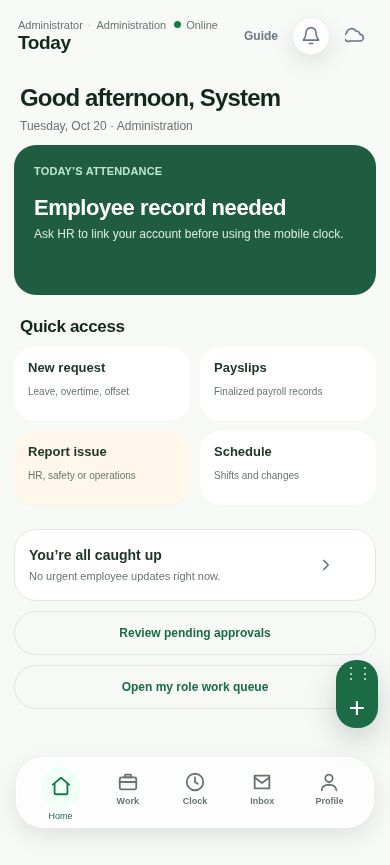 Administrator · Administration ● Online
Today
Guide
Good afternoon, System
Tuesday, Oct 20 · Administration
TODAY'S ATTENDANCE
Employee record needed
Ask HR to link your account before using the mobile clock.
Quick access
New request
Leave, overtime, offset
Payslips
Finalized payroll records
Report issue
HR, safety or operations
Schedule
Shifts and changes
You’re all caught up
No urgent employee updates right now.
Review pending approvals
Open my role work queue
Home
Work
Clock
Inbox
Profile